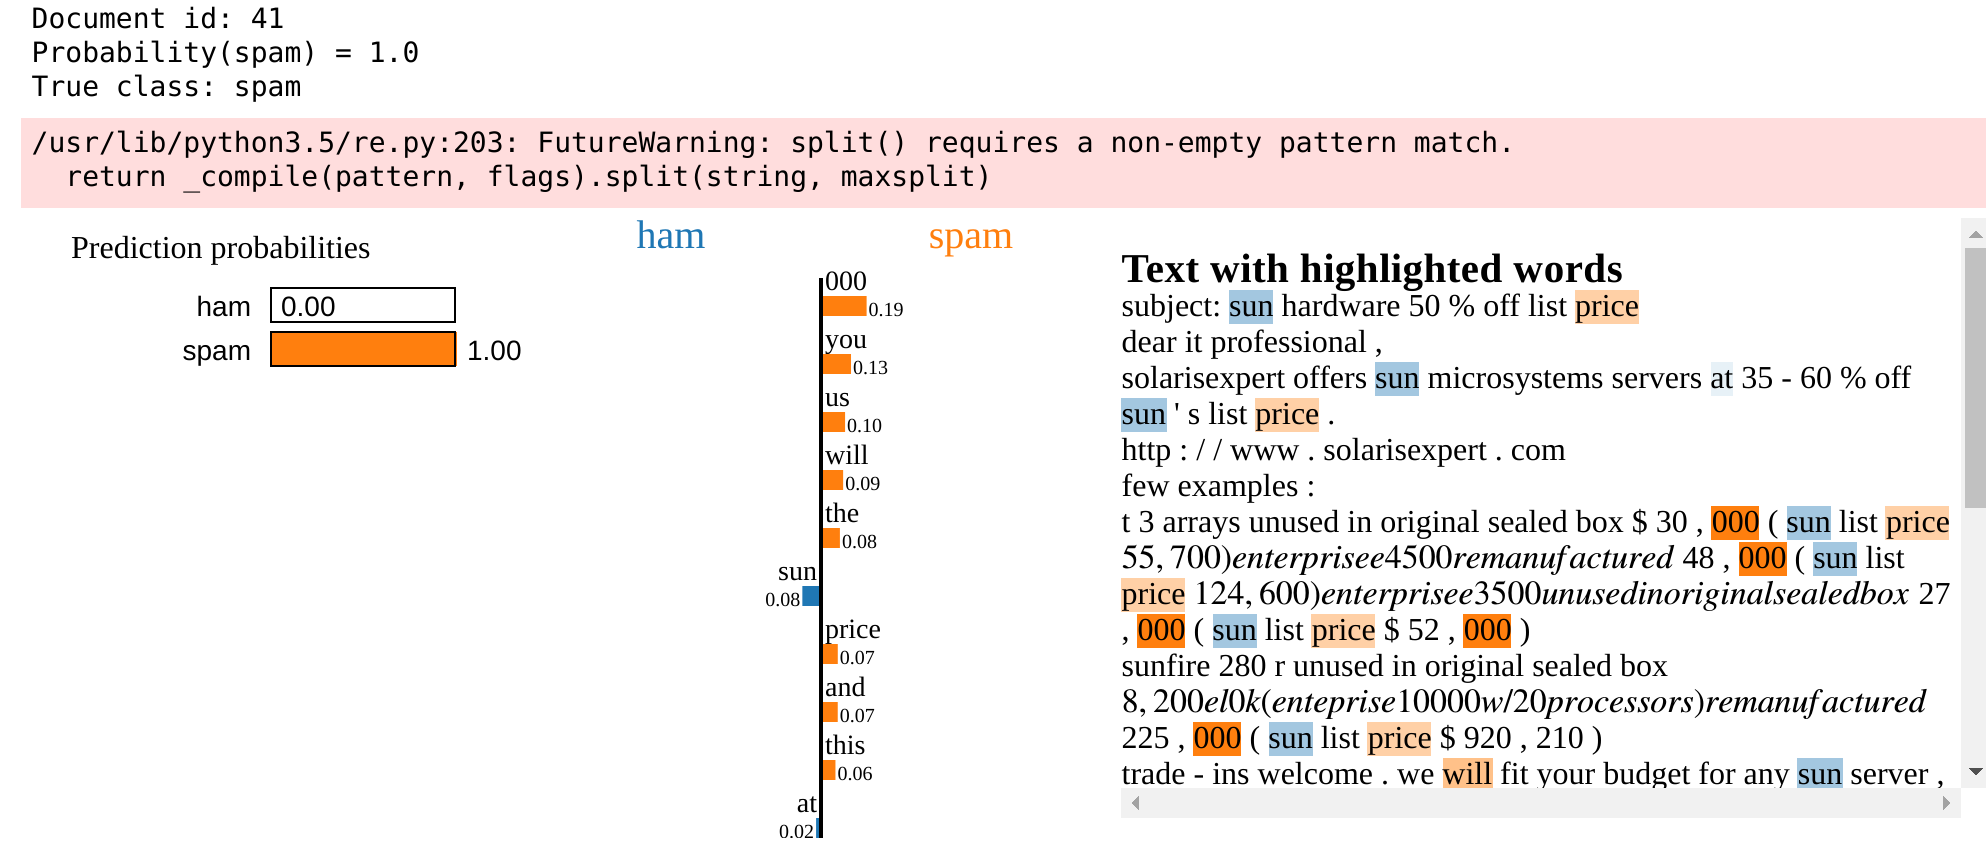 Document id: 41
Probability(spam) = 1.0
True class: spam
/usr/lib/python3.5/re.py:203: FutureWarning: split() requires a non-empty pattern match.
  return _compile(pattern, flags).split(string, maxsplit)
Prediction probabilities
ham 0.00
spam 1.00
ham spam
000
0.19
you
0.13
us
0.10
will
0.09
the
0.08
sun
0.08
price
0.07
and
0.07
this
0.06
at
0.02
Text with highlighted words
subject: sun hardware 50 % off list price
dear it professional ,
solarisexpert offers sun microsystems servers at 35 - 60 % off
sun ' s list price .
http : / / www . solarisexpert . com
few examples :
t 3 arrays unused in original sealed box $ 30 , 000 ( sun list price
55, 700)enterprisee4500remanufactured 48 , 000 ( sun list
price 124, 600)enterprisee3500unusedinoriginalsealedbox 27
, 000 ( sun list price $ 52 , 000 )
sunfire 280 r unused in original sealed box
8, 200el0k(enteprise10000w/20processors)remanufactured
225 , 000 ( sun list price $ 920 , 210 )
trade - ins welcome . we will fit your budget for any sun server ,